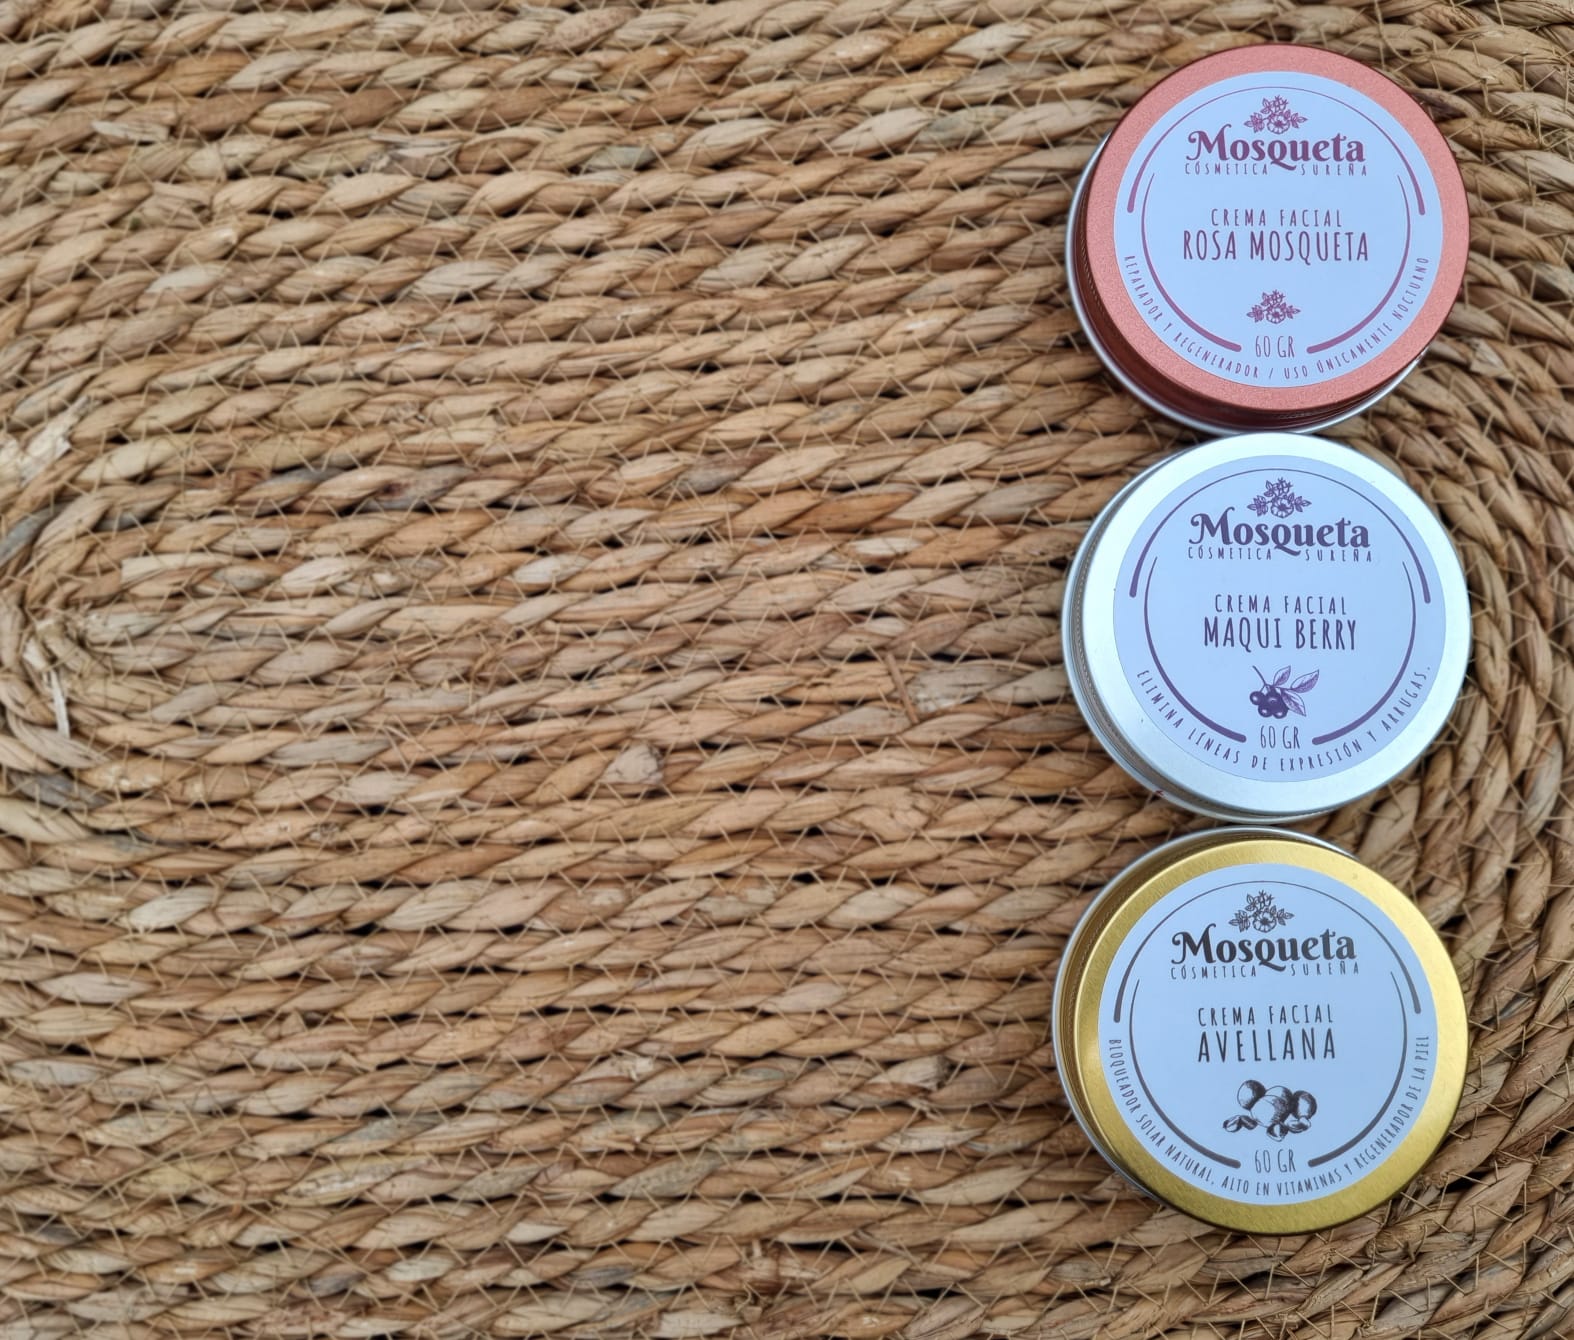 Mosqueta
COSMETICA SUREÑA
CREMA FACIAL
ROSA MOSQUETA
60 GR
REPARADOR Y REGENERADOR / USO ÚNICAMENTE NOCTURNO
Mosqueta
COSMETICA SUREÑA
CREMA FACIAL
MAQUI BERRY
60 GR
ELIMINA LÍNEAS DE EXPRESIÓN Y ARRUGAS.
Mosqueta
COSMETICA SUREÑA
CREMA FACIAL
AVELLANA
60 GR
BLOQUEADOR SOLAR NATURAL, ALTO EN VITAMINAS Y REGENERADOR DE LA PIEL